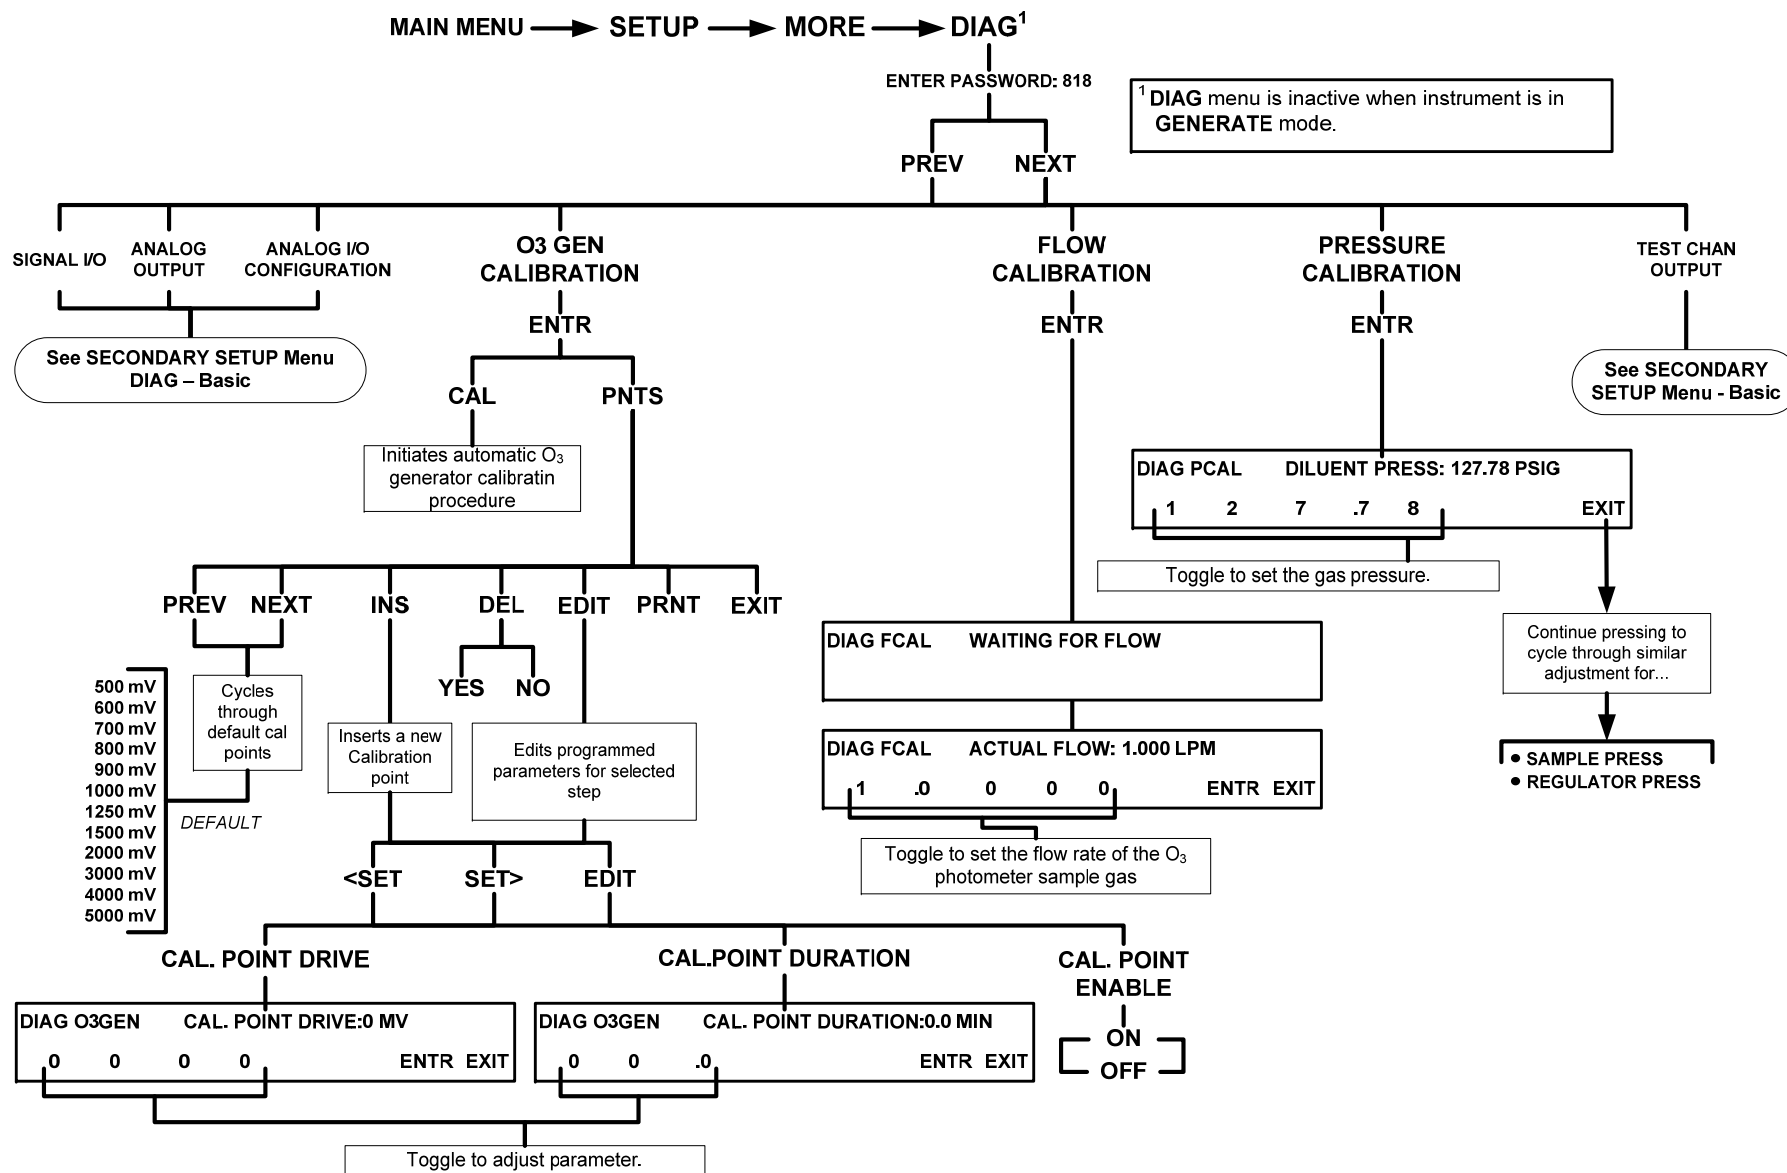 MAIN MENU SETUP MORE DIAG1
ENTER PASSWORD: 818
1 DIAG menu is inactive when instrument is in
GENERATE mode.
PREV NEXT
SIGNAL I/O
ANALOG
OUTPUT
ANALOG I/O
CONFIGURATION
O3 GEN
CALIBRATION
FLOW
CALIBRATION
PRESSURE
CALIBRATION
TEST CHAN
OUTPUT
ENTR
ENTR
ENTR
See SECONDARY SETUP Menu
DIAG – Basic
See SECONDARY
SETUP Menu - Basic
CAL PNTS
Initiates automatic O3
generator calibratin
procedure
DIAG PCAL DILUENT PRESS: 127.78 PSIG
1 2 7 .7 8 EXIT
Toggle to set the gas pressure.
PREV NEXT INS DEL EDIT PRNT EXIT
YES NO
Continue pressing to
cycle through similar
adjustment for...
• SAMPLE PRESS
• REGULATOR PRESS
DIAG FCAL WAITING FOR FLOW
DIAG FCAL ACTUAL FLOW: 1.000 LPM
1 .0 0 0 0 ENTR EXIT
Toggle to set the flow rate of the O3
photometer sample gas
500 mV
600 mV
700 mV
800 mV
900 mV
1000 mV
1250 mV
1500 mV
2000 mV
3000 mV
4000 mV
5000 mV
Cycles
through
default cal
points
DEFAULT
Inserts a new
Calibration
point
Edits programmed
parameters for selected
step
<SET SET> EDIT
CAL. POINT DRIVE
CAL.POINT DURATION
CAL. POINT
ENABLE
DIAG O3GEN CAL. POINT DRIVE:0 MV
0 0 0 0 ENTR EXIT
DIAG O3GEN CAL. POINT DURATION:0.0 MIN
0 0 .0 ENTR EXIT
ON
OFF
Toggle to adjust parameter.